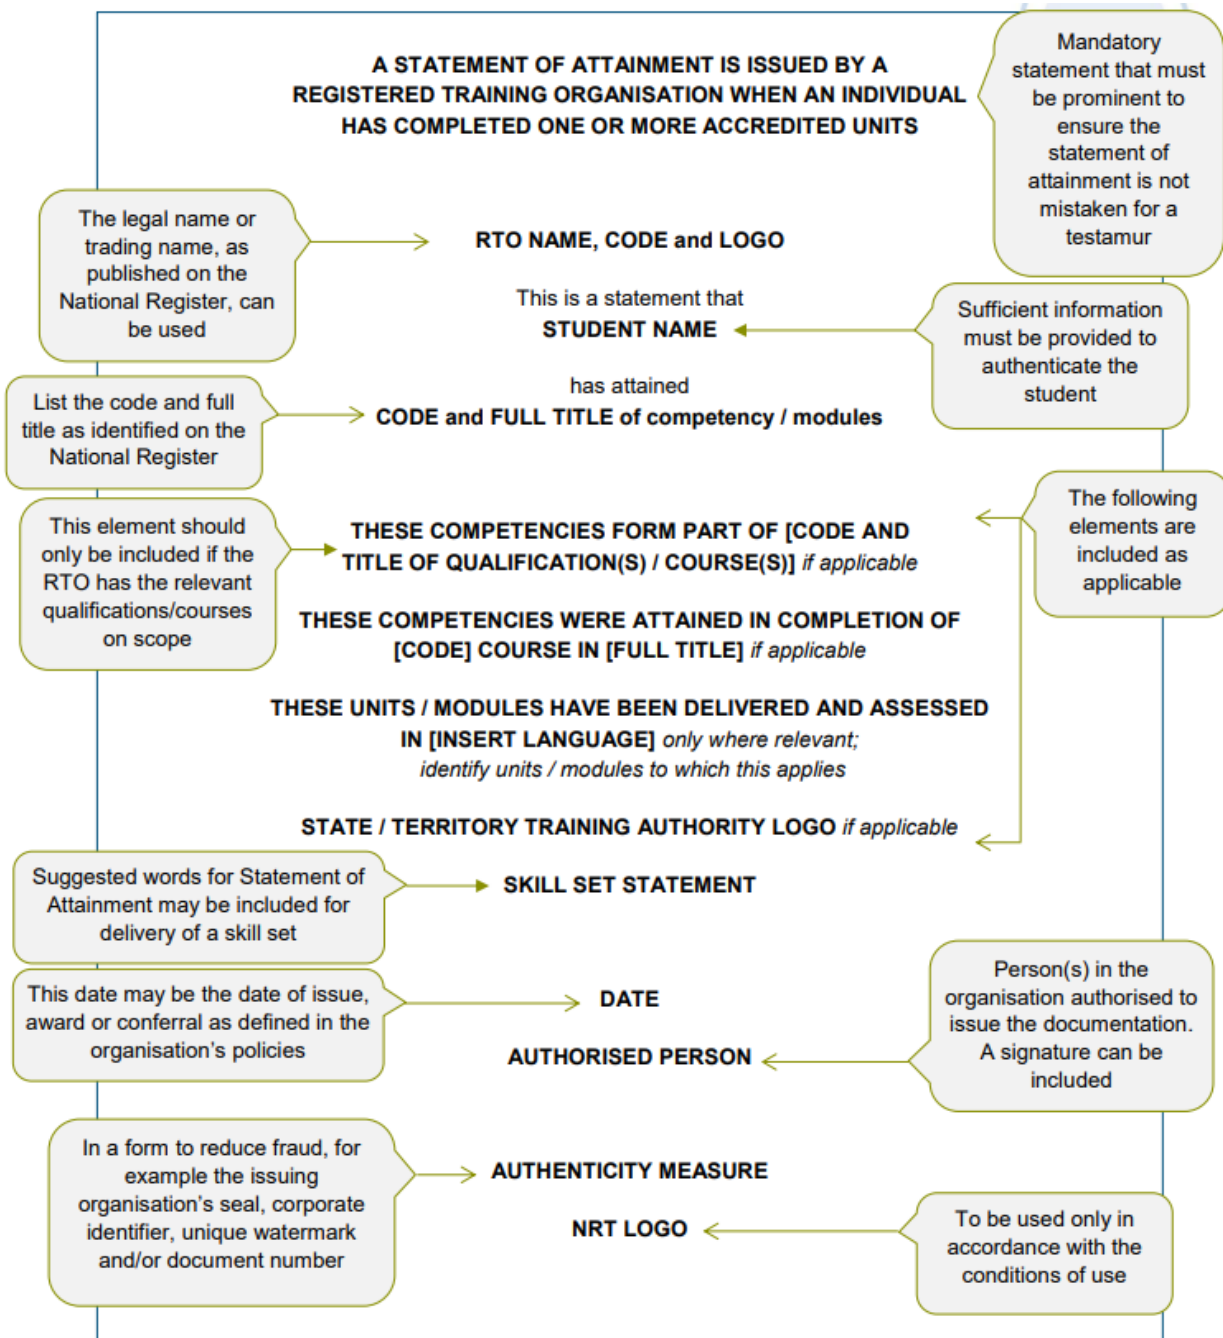 A STATEMENT OF ATTAINMENT IS ISSUED BY A
REGISTERED TRAINING ORGANISATION WHEN AN INDIVIDUAL
HAS COMPLETED ONE OR MORE ACCREDITED UNITS
Mandatory
statement that must
be prominent to
ensure the
statement of
attainment is not
mistaken for a
testamur
The legal name or
trading name, as
published on the
National Register, can
be used
RTO NAME, CODE and LOGO
This is a statement that
STUDENT NAME
Sufficient information
must be provided to
authenticate the
student
has attained
List the code and full
title as identified on the
National Register
CODE and FULL TITLE of competency / modules
This element should
only be included if the
RTO has the relevant
qualifications/courses
on scope
THESE COMPETENCIES FORM PART OF [CODE AND
TITLE OF QUALIFICATION(S) / COURSE(S)] if applicable
The following
elements are
included as
applicable
THESE COMPETENCIES WERE ATTAINED IN COMPLETION OF
[CODE] COURSE IN [FULL TITLE] if applicable
THESE UNITS / MODULES HAVE BEEN DELIVERED AND ASSESSED
IN [INSERT LANGUAGE] only where relevant;
identify units / modules to which this applies
STATE / TERRITORY TRAINING AUTHORITY LOGO if applicable
Suggested words for Statement of
Attainment may be included for
delivery of a skill set
SKILL SET STATEMENT
This date may be the date of issue,
award or conferral as defined in the
organisation's policies
DATE
Person(s) in the
organisation authorised to
issue the documentation.
A signature can be
included
AUTHORISED PERSON
In a form to reduce fraud, for
example the issuing
organisation's seal, corporate
identifier, unique watermark
and/or document number
AUTHENTICITY MEASURE
NRT LOGO
To be used only in
accordance with the
conditions of use